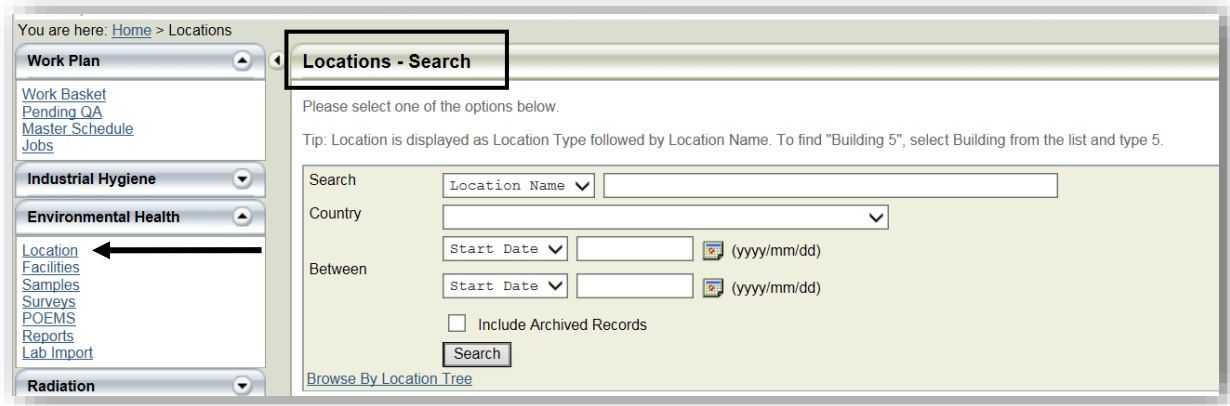 You are here: Home > Locations
Work Plan
Work Basket
Pending QA
Master Schedule
Jobs
Industrial Hygiene
Environmental Health
Location
Facilities
Samples
Surveys
POEMS
Reports
Lab Import
Radiation
Locations - Search
Please select one of the options below.
Tip: Location is displayed as Location Type followed by Location Name. To find "Building 5", select Building from the list and type 5.
Search Location Name
Country
Between
Start Date (yyyy/mm/dd)
Start Date (yyyy/mm/dd)
Include Archived Records
Search
Browse By Location Tree